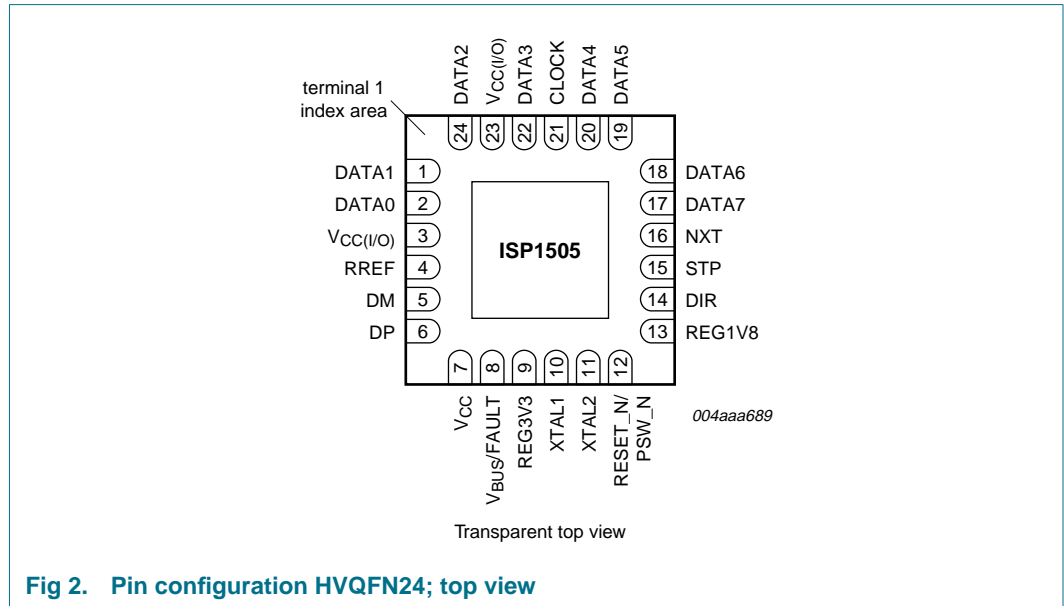 DATA2
VCC(I/O)
DATA3
CLOCK
DATA4
DATA5
terminal 1
index area
24
23
22
21
20
19
DATA1 1
DATA0 2
VCC(I/O) 3
RREF 4
DM 5
DP 6
ISP1505
18 DATA6
17 DATA7
16 NXT
15 STP
14 DIR
13 REG1V8
7
8
9
10
11
12
VCC
VBUS/FAULT
REG3V3
XTAL1
XTAL2
RESET_N/
PSW_N
004aaa689
Transparent top view
Fig 2. Pin configuration HVQFN24; top view